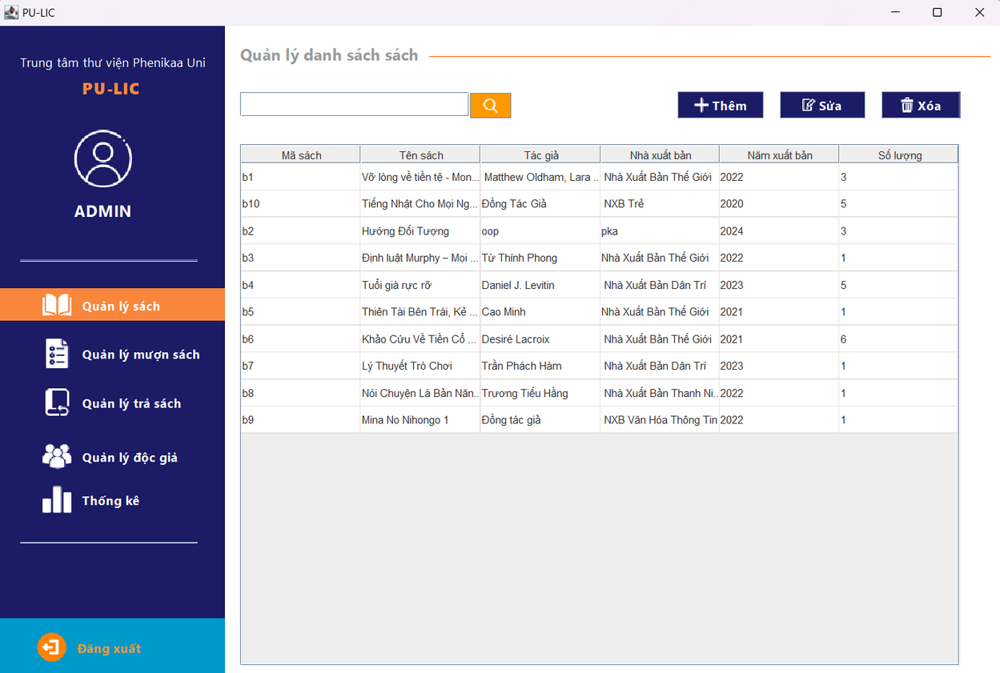 PU-LIC
Trung tâm thư viện Phenikaa Uni
PU-LIC
ADMIN
Quản lý sách
Quản lý mượn sách
Quản lý trả sách
Quản lý độc giả
Thống kê
Đăng xuất
Quản lý danh sách sách
Thêm Sửa Xóa
Mã sách Tên sách Tác giả Nhà xuất bản Năm xuất bản Số lượng
b1 Vỡ lòng về tiền tệ - Mon... Matthew Oldham, Lara ... Nhà Xuất Bản Thế Giới 2022 3
b10 Tiếng Nhật Cho Mọi Ng... Đồng Tác Giả NXB Trẻ 2020 5
b2 Hướng Đối Tượng oop pka 2024 3
b3 Định luật Murphy – Mọi ... Từ Thính Phong Nhà Xuất Bản Thế Giới 2022 1
b4 Tuổi già rực rỡ Daniel J. Levitin Nhà Xuất Bản Dân Trí 2023 5
b5 Thiên Tài Bên Trái, Kẻ ... Cao Minh Nhà Xuất Bản Thế Giới 2021 1
b6 Khảo Cứu Về Tiền Cổ ... Desiré Lacroix Nhà Xuất Bản Thế Giới 2021 6
b7 Lý Thuyết Trò Chơi Trần Phách Hàm Nhà Xuất Bản Dân Trí 2023 1
b8 Nói Chuyện Là Bản Năn... Trương Tiếu Hằng Nhà Xuất Bản Thanh Ni... 2022 1
b9 Mina No Nihongo 1 Đồng tác giả NXB Văn Hóa Thông Tin 2022 1